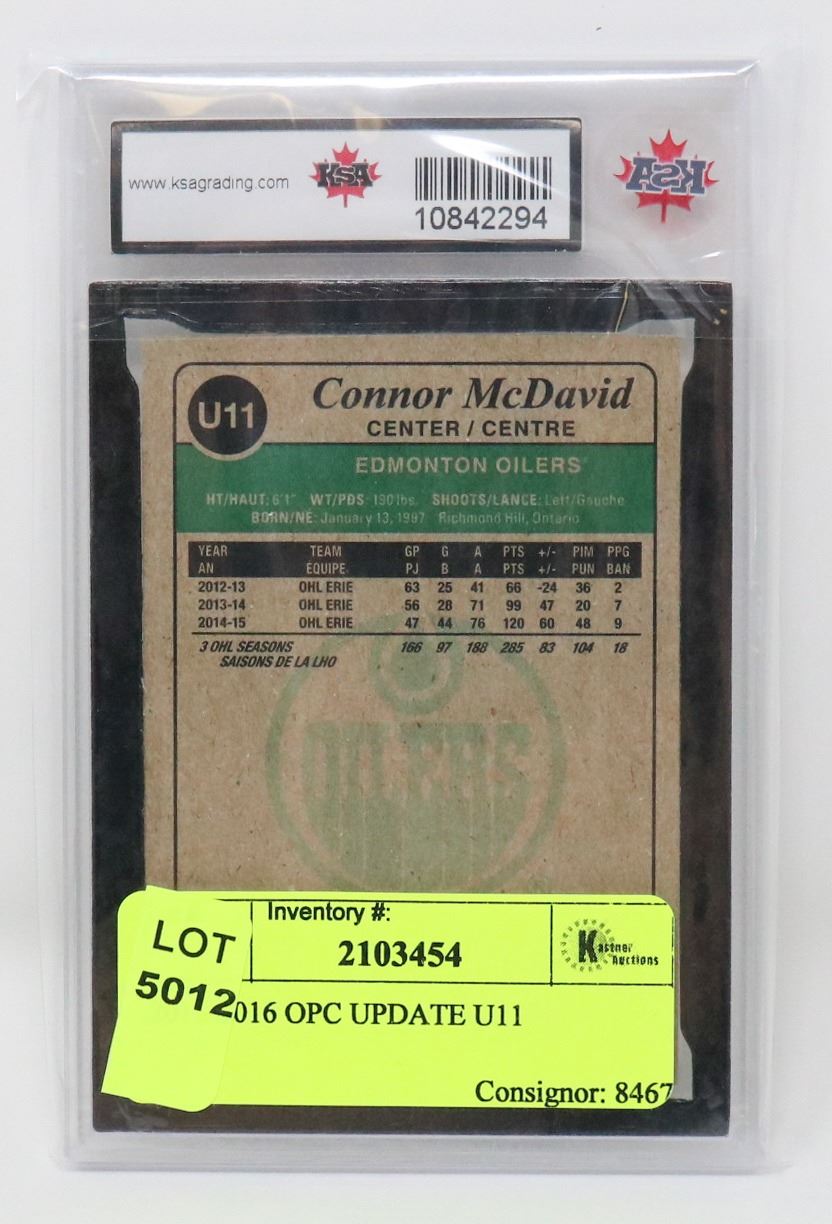 www.ksagrading.com KSA
10842294
KSA
U11 Connor McDavid
CENTER / CENTRE
EDMONTON OILERS
HT/HAUT: 6'1" WT/PDS: 190 lbs. SHOOTS/LANCE: Left/Gauche
BORN/NE: January 13, 1997 Richmond Hill, Ontario
YEAR TEAM GP G A PTS +/- PIM PPG
AN ÉQUIPE PJ B A PTS +/- PUN BAN
2012-13 OHL ERIE 63 25 41 66 -24 36 2
2013-14 OHL ERIE 56 28 71 99 47 20 7
2014-15 OHL ERIE 47 44 76 120 60 48 9
3 OHL SEASONS 166 97 188 285 83 104 18
SAISONS DE LA LHO
OILERS
Inventory #:
2103454
Kastner
Auctions
LOT
5012
016 OPC UPDATE U11
Consignor: 8467